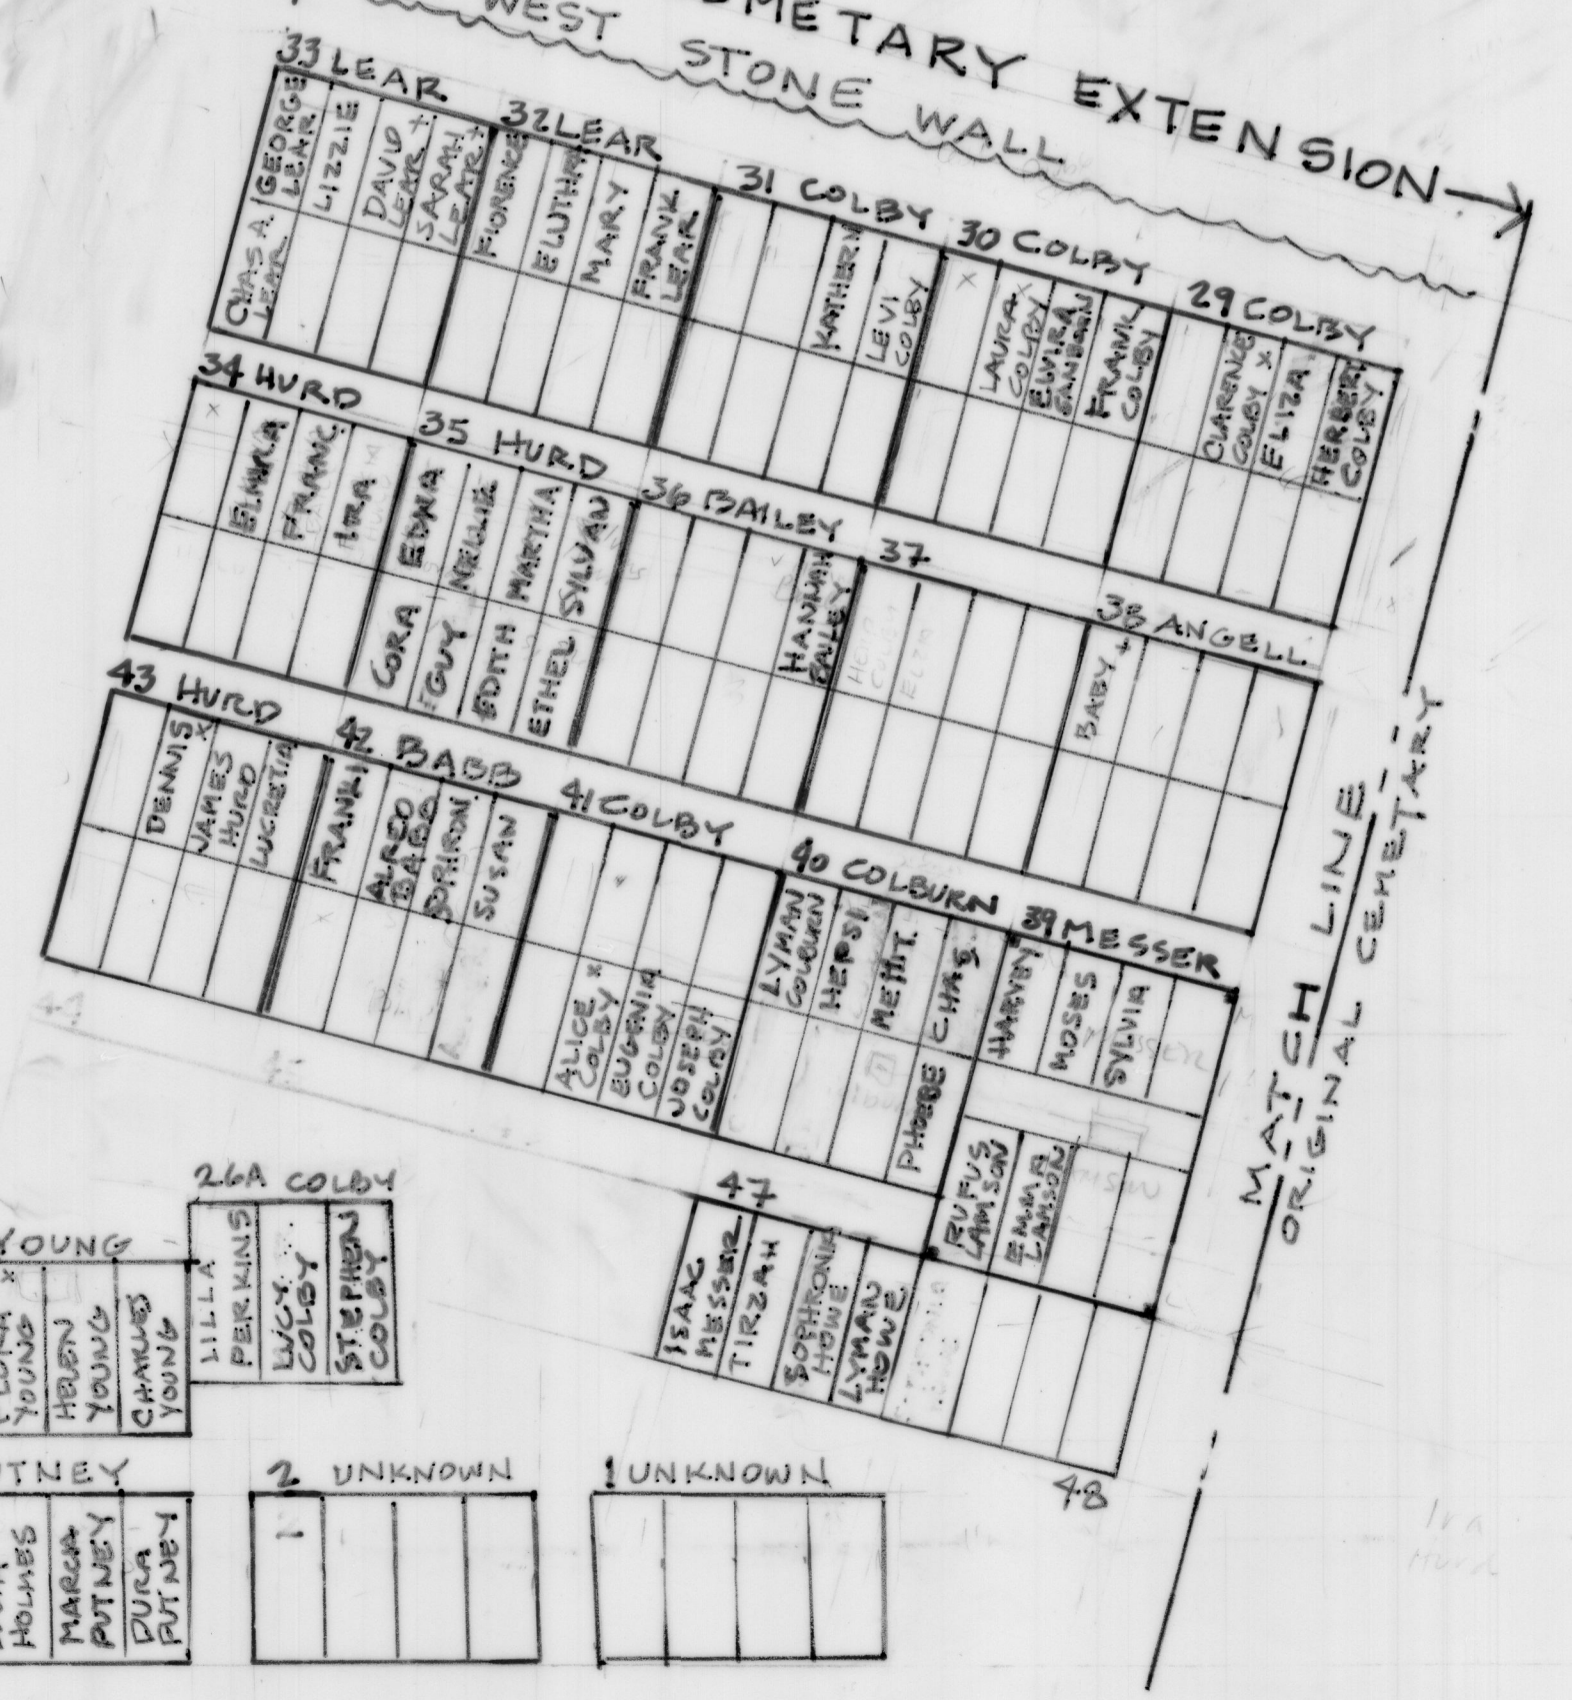 WEST
METARY EXTENSION
STONE WALL
33 LEAR
GEORGE LEAR
LIZZIE
DAVID LEAR +
SARAH LEAR +
CHAS A. LEAR
32 LEAR
FLORENCE
MARY
FRANK LEAR
31 COLBY
KATHERN
LEVI COLBY
30 COLBY
x
LAURA COLBY x
ELVIRA
FRANK COLBY
29 COLBY
CLARENCE COLBY x
ELIZA
HERBERT COLBY
34 HURD
x
ELMIRA
FRANC
IRA
35 HURD
EDNA
NELLIE
MARTHA
SYLVAN
CORA
GUY
EDITH
ETHEL
36 BAILEY
HANNAH BAILEY
37
38 ANGELL
BABY +
43 HURD
DENNIS x
JAMES HURD
LUCRETIA
42 BABB
FRANK
ALFRED BABB
SUSAN
41 COLBY
ALICE COLBY x
EUGENIA COLBY
JOSEPH COLBY
40 COLBURN
LYMAN COLBURN
HEPSI
MEHIT.
CHAS
PHOEBE
39 MESSER
HARVEY
MOSES
SYLVIA
RUFUS LAMSON
EMMA LAMSON
MATCH LINE
ORIGINAL CEMETARY
47
ISAAC MESSER
TIRZAH
SOPHRONIA HOWE
LYMAN HOWE
48
26A COLBY
LILLA PERKINS
LUCY COLBY
STEPHEN COLBY
YOUNG
YOUNG x
HELEN YOUNG
CHARLES YOUNG
TNEY
HOLMES
MARCIA PUTNEY
DURA PUTNEY
2 UNKNOWN
1 UNKNOWN
Ira
Hurd